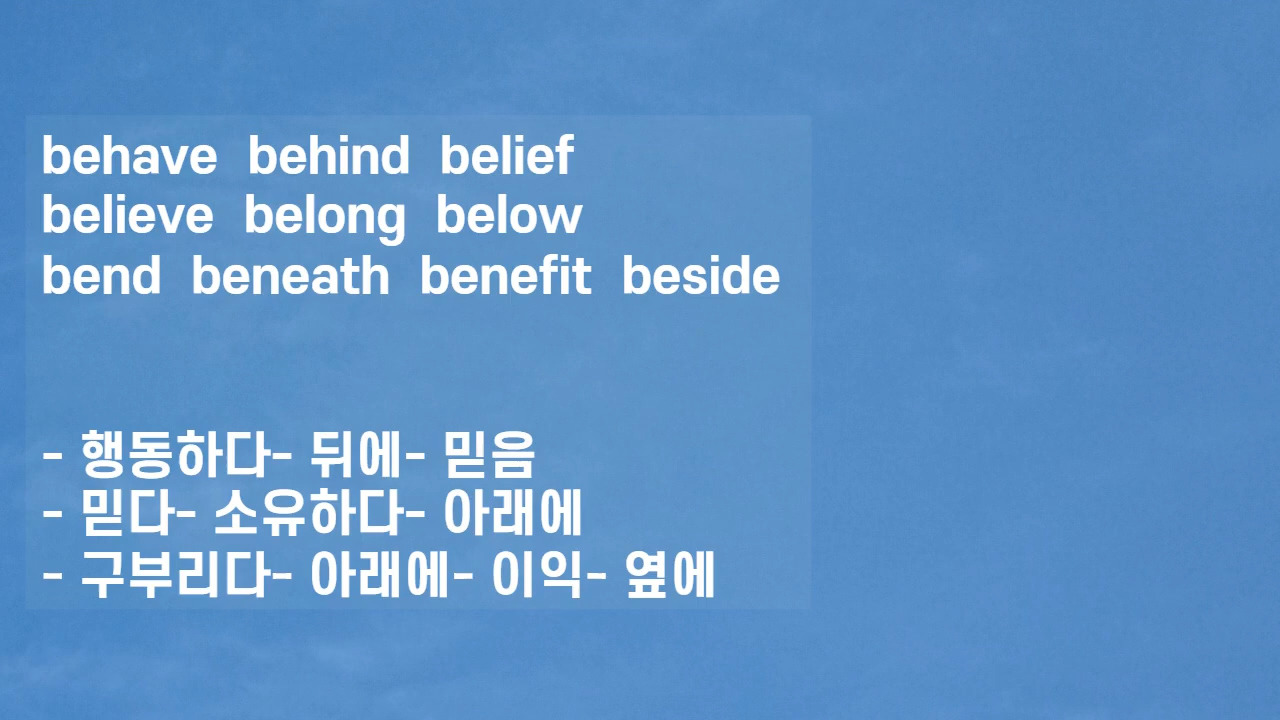 behave behind belief
believe belong below
bend beneath benefit beside
- 행동하다- 뒤에- 믿음
- 믿다- 소유하다- 아래에
- 구부리다- 아래에- 이익- 옆에